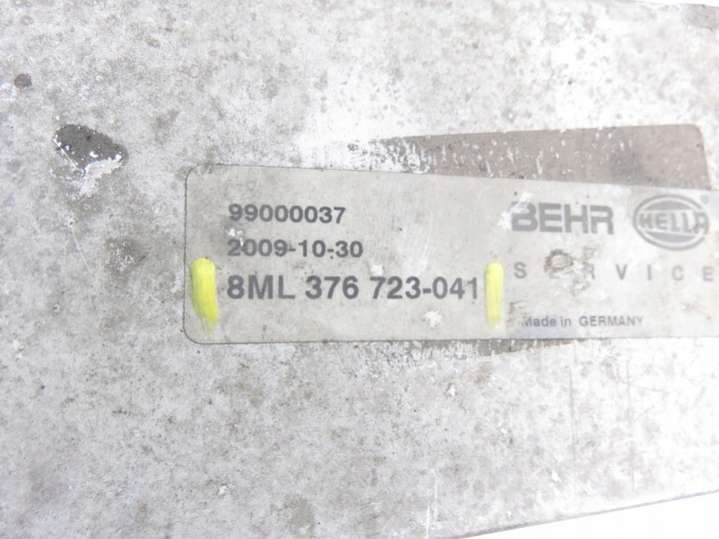 99000037
2009-10-30
8ML 376 723-041
BEHR HELLA
SERVICE
Made in GERMANY